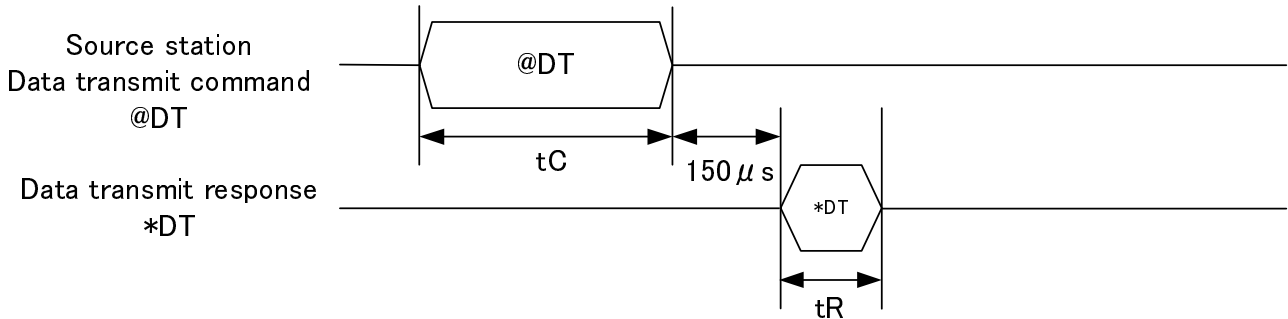 Source station
Data transmit command
@DT
@DT
tC
150μs
Data transmit response
*DT
*DT
tR